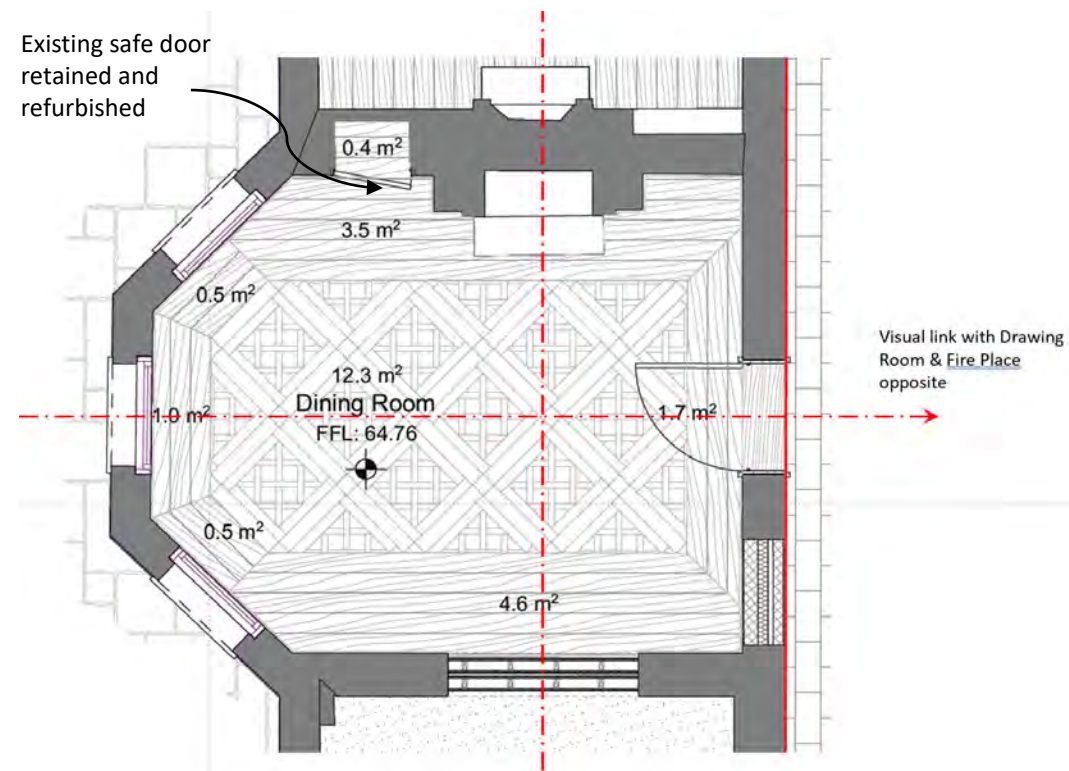 Existing safe door
retained and
refurbished
0.4 m²
3.5 m²
0.5 m²
Visual link with Drawing
Room & Fire Place
opposite
12.3 m²
Dining Room
FFL: 64.76
1.0 m²
1.7 m²
0.5 m²
4.6 m²